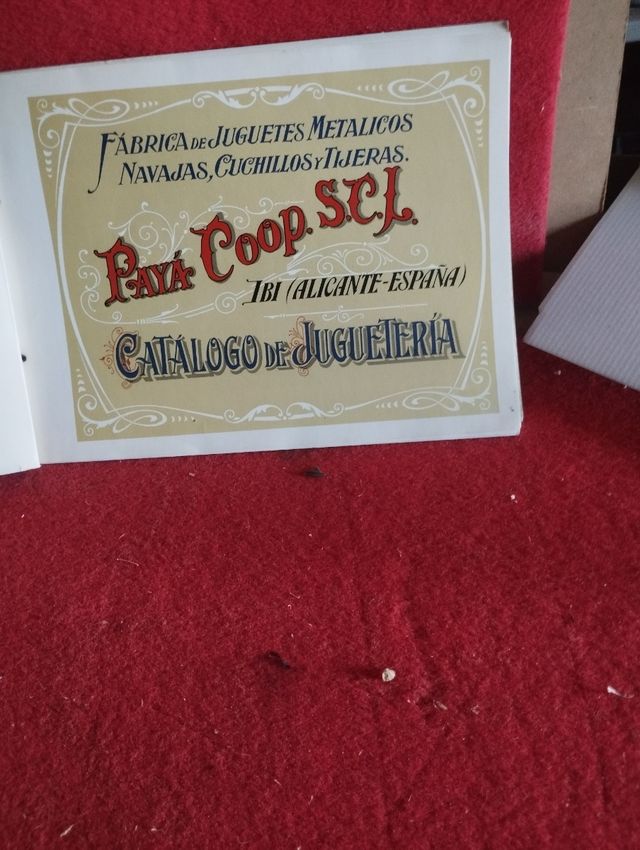 FÁBRICA DE JUGUETES METALICOS
NAVAJAS, CUCHILLOS Y TIJERAS.
PAYÁ COOP. S.C.L.
IBI (ALICANTE-ESPAÑA)
CATÁLOGO DE JUGUETERÍA